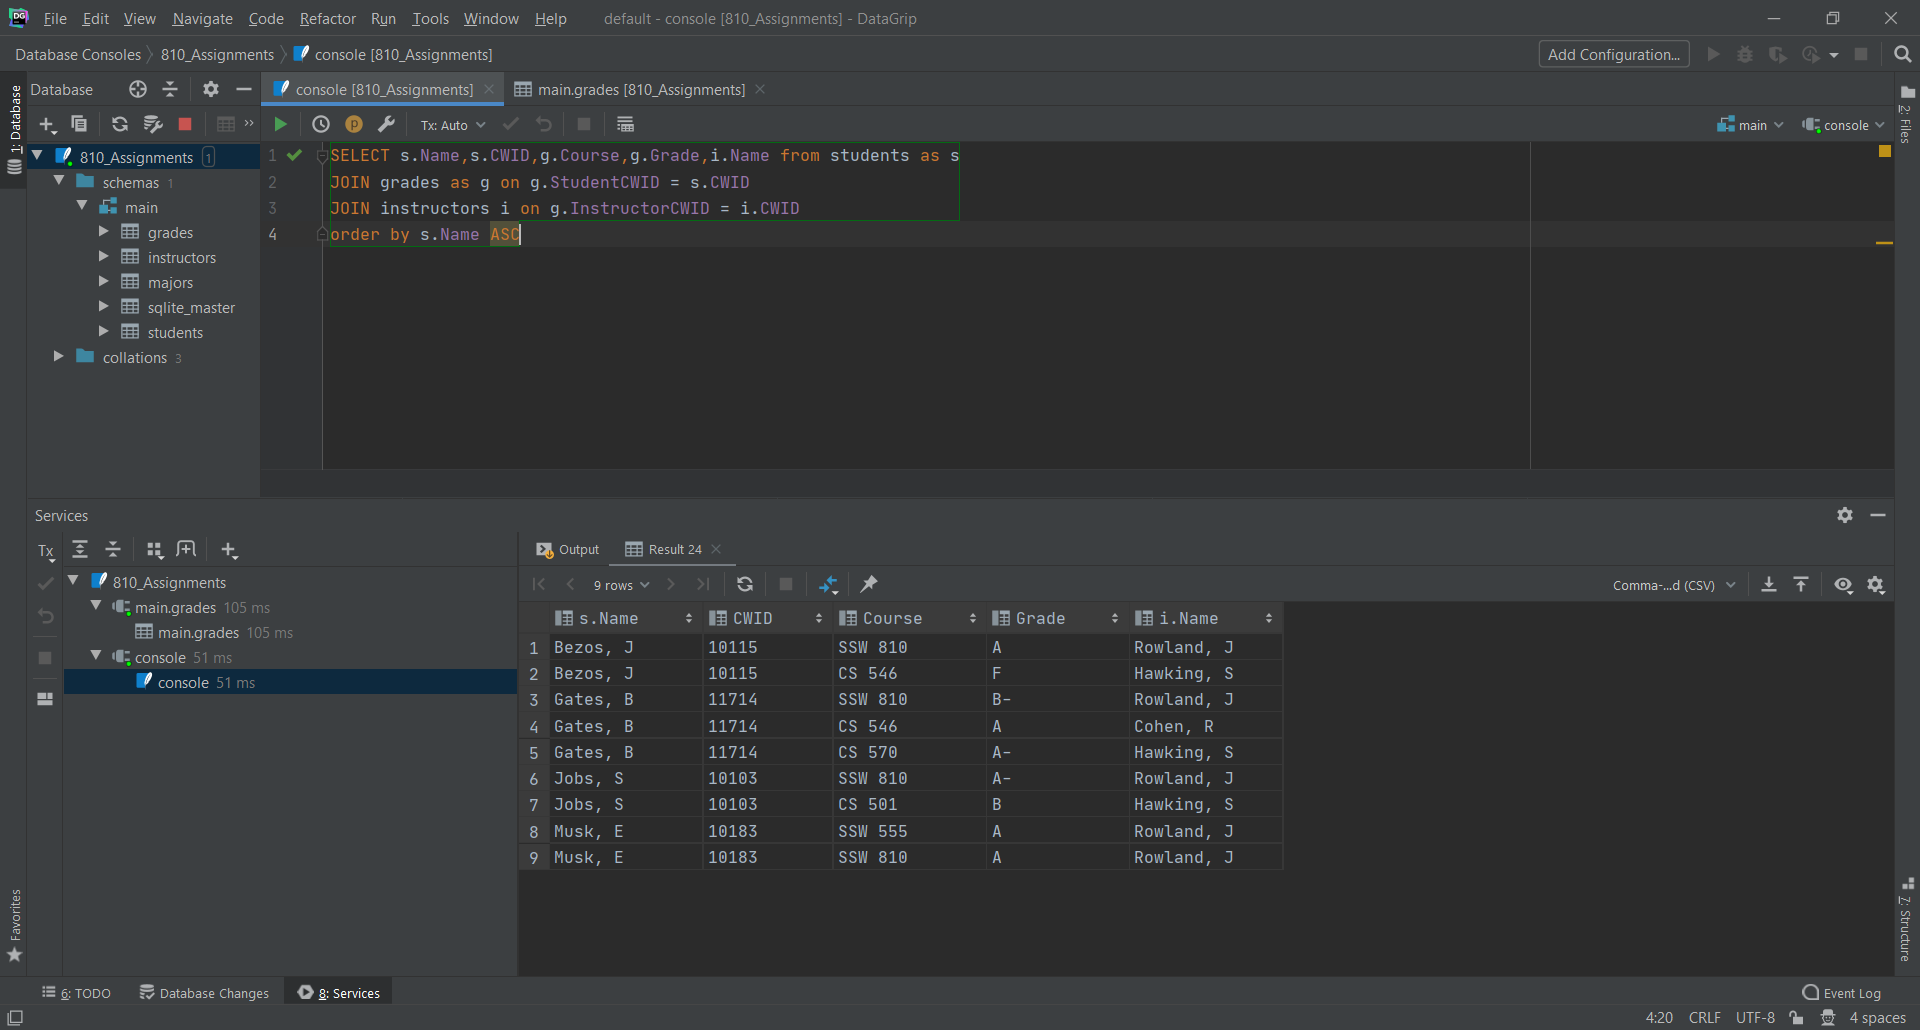 DG File Edit View Navigate Code Refactor Run Tools Window Help default - console [810_Assignments] - DataGrip
Database Consoles 810_Assignments console [810_Assignments] Add Configuration...
1: Database
Database
console [810_Assignments] main.grades [810_Assignments]
2: Files
p Tx: Auto main console
810_Assignments 1
schemas 1
main
grades
instructors
majors
sqlite_master
students
collations 3
1 SELECT s.Name,s.CWID,g.Course,g.Grade,i.Name from students as s
2 JOIN grades as g on g.StudentCWID = s.CWID
3 JOIN instructors i on g.InstructorCWID = i.CWID
4 order by s.Name ASC
Services
Tx
810_Assignments
main.grades 105 ms
main.grades 105 ms
console 51 ms
console 51 ms
Output Result 24
9 rows Comma-...d (CSV)
s.Name CWID Course Grade i.Name
1 Bezos, J 10115 SSW 810 A Rowland, J
2 Bezos, J 10115 CS 546 F Hawking, S
3 Gates, B 11714 SSW 810 B- Rowland, J
4 Gates, B 11714 CS 546 A Cohen, R
5 Gates, B 11714 CS 570 A- Hawking, S
6 Jobs, S 10103 SSW 810 A- Rowland, J
7 Jobs, S 10103 CS 501 B Hawking, S
8 Musk, E 10183 SSW 555 A Rowland, J
9 Musk, E 10183 SSW 810 A Rowland, J
Favorites
7: Structure
6: TODO Database Changes 8: Services Event Log
4:20 CRLF UTF-8 4 spaces